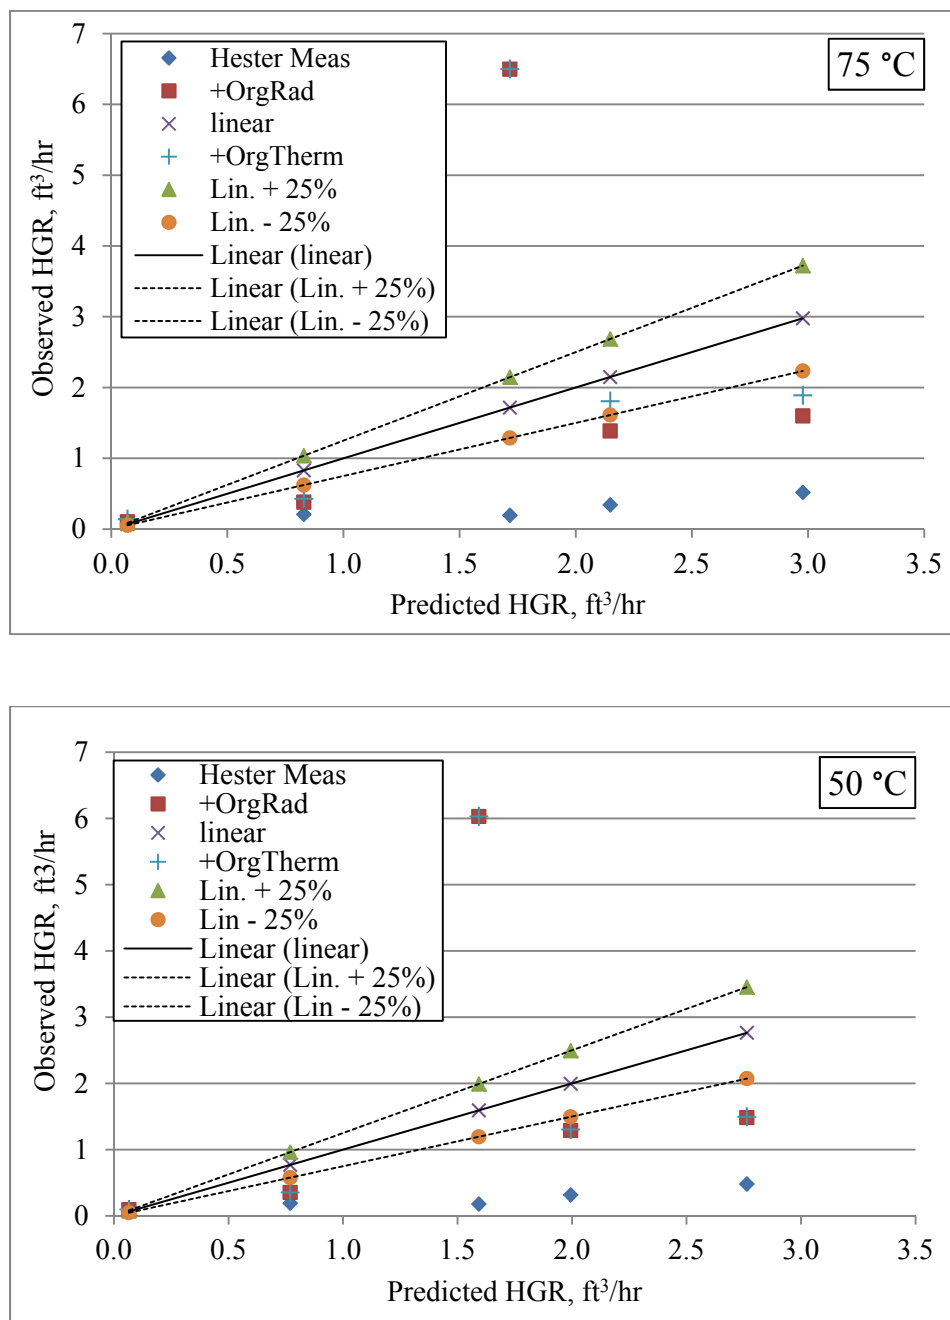 7
6
5
4
3
2
1
0
Observed HGR, ft³/hr
Hester Meas
+OrgRad
linear
+OrgTherm
Lin. + 25%
Lin. - 25%
Linear (linear)
Linear (Lin. + 25%)
Linear (Lin. - 25%)
75 °C
0.0 0.5 1.0 1.5 2.0 2.5 3.0 3.5
Predicted HGR, ft³/hr
7
6
5
4
3
2
1
0
Observed HGR, ft3/hr
Hester Meas
+OrgRad
linear
+OrgTherm
Lin. + 25%
Lin - 25%
Linear (linear)
Linear (Lin. + 25%)
Linear (Lin - 25%)
50 °C
0.0 0.5 1.0 1.5 2.0 2.5 3.0 3.5
Predicted HGR, ft³/hr